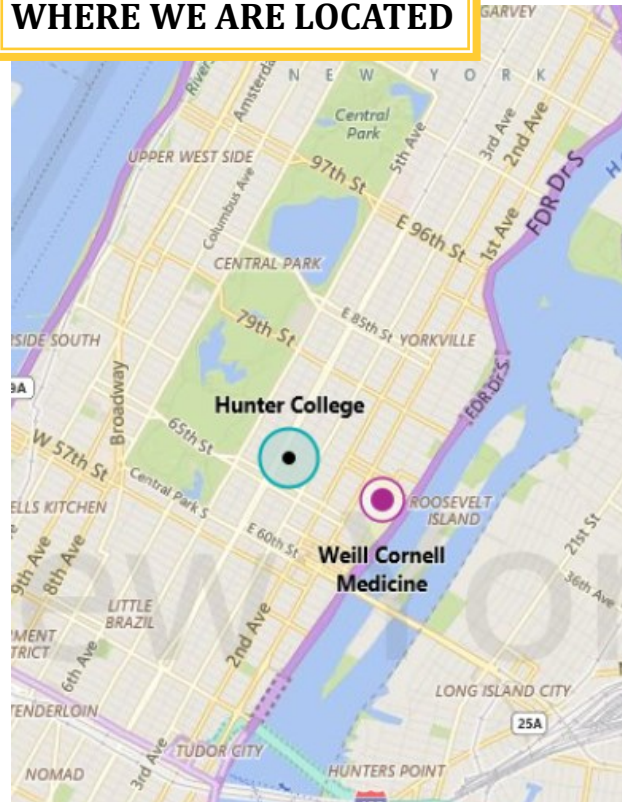 WHERE WE ARE LOCATED
GARVEY
NEW YORK
Amsterda
Central
Park
5th Ave
3rd Ave
2nd Ave
UPPER WEST SIDE
97th St
Columbus Ave
E 96th St
1st Ave
FDR Dr S
CENTRAL PARK
79th St
E 85th St
YORKVILLE
SIDE SOUTH
9A
Broadway
FDR Dr S
Hunter College
65th St
W 57th St
Central Park S
ELLS KITCHEN
ROOSEVELT
ISLAND
E 60th St
21st St
Weill Cornell
Medicine
9th Ave
8th Ave
36th Ave
LITTLE
BRAZIL
2nd Ave
MENT
TRICT
6th Ave
LONG ISLAND CITY
TENDERLOIN
25A
TUDOR CITY
NOMAD
3rd Ave
HUNTERS POINT